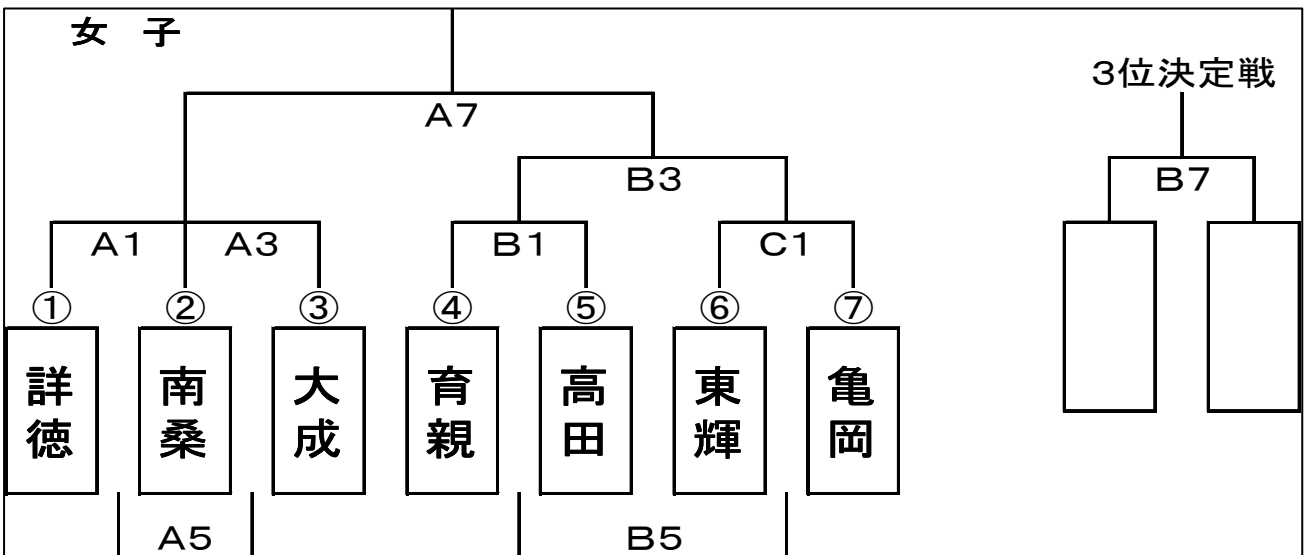 女 子
3位決定戦
A7
B3
B7
A1
A3
B1
C1
①
②
③
④
⑤
⑥
⑦
詳徳
南桑
大成
育親
高田
東輝
亀岡
A5
B5